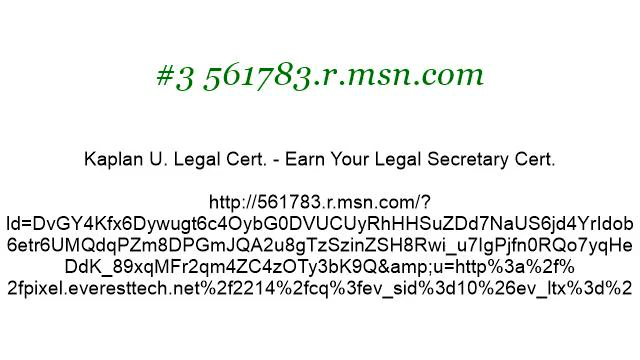 #3 561783.r.msn.com
Kaplan U. Legal Cert. - Earn Your Legal Secretary Cert.
http://561783.r.msn.com/?
ld=DvGY4Kfx6Dywugt6c4OybG0DVUCUyRhHHSuZDd7NaUS6jd4YrIdob
6etr6UMQdqPZm8DPGmJQA2u8gTzSzinZSH8Rwi_u7IgPjfn0RQo7yqHe
DdK_89xqMFr2qm4ZC4zOTy3bK9Q&amp;u=http%3a%2f%
2fpixel.everesttech.net%2f2214%2fcq%3fev_sid%3d10%26ev_ltx%3d%2